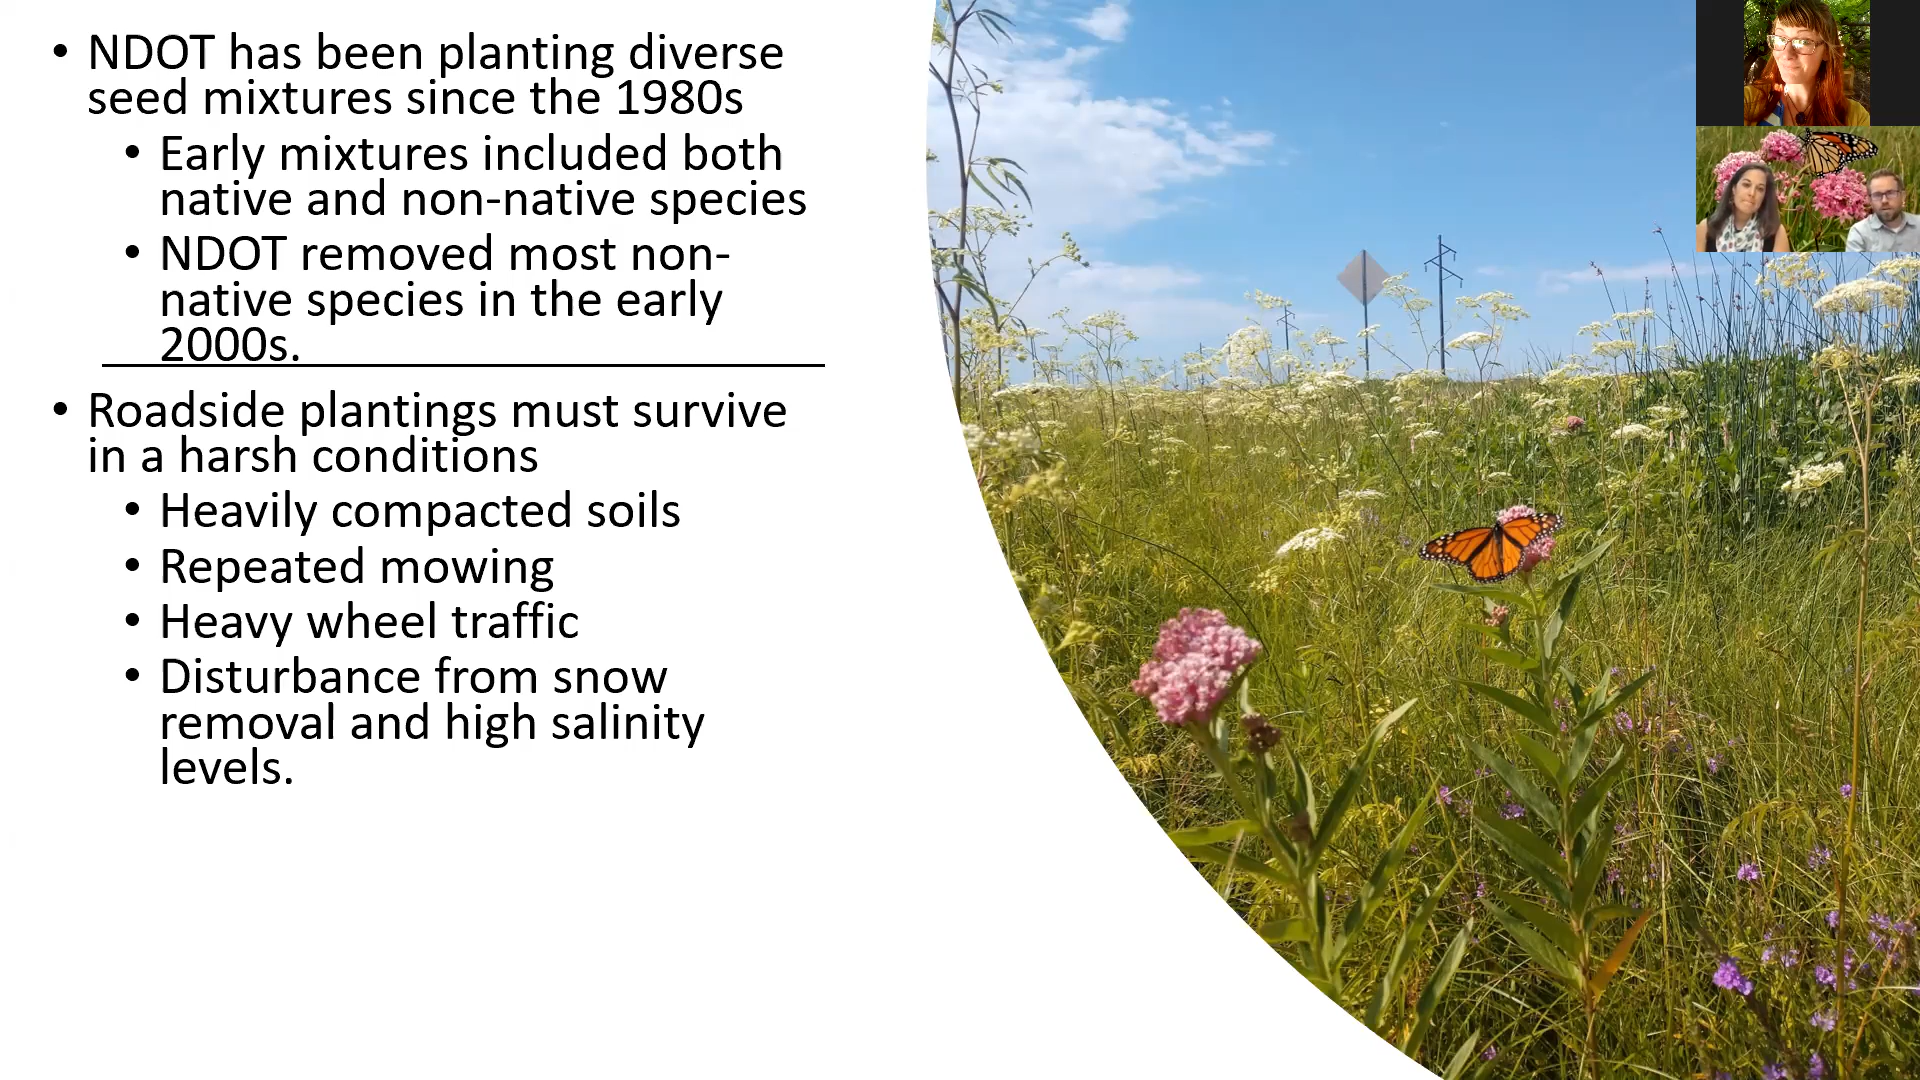 • NDOT has been planting diverse
seed mixtures since the 1980s
• Early mixtures included both
native and non-native species
• NDOT removed most non-
native species in the early
2000s.
• Roadside plantings must survive
in a harsh conditions
• Heavily compacted soils
• Repeated mowing
• Heavy wheel traffic
• Disturbance from snow
removal and high salinity
levels.